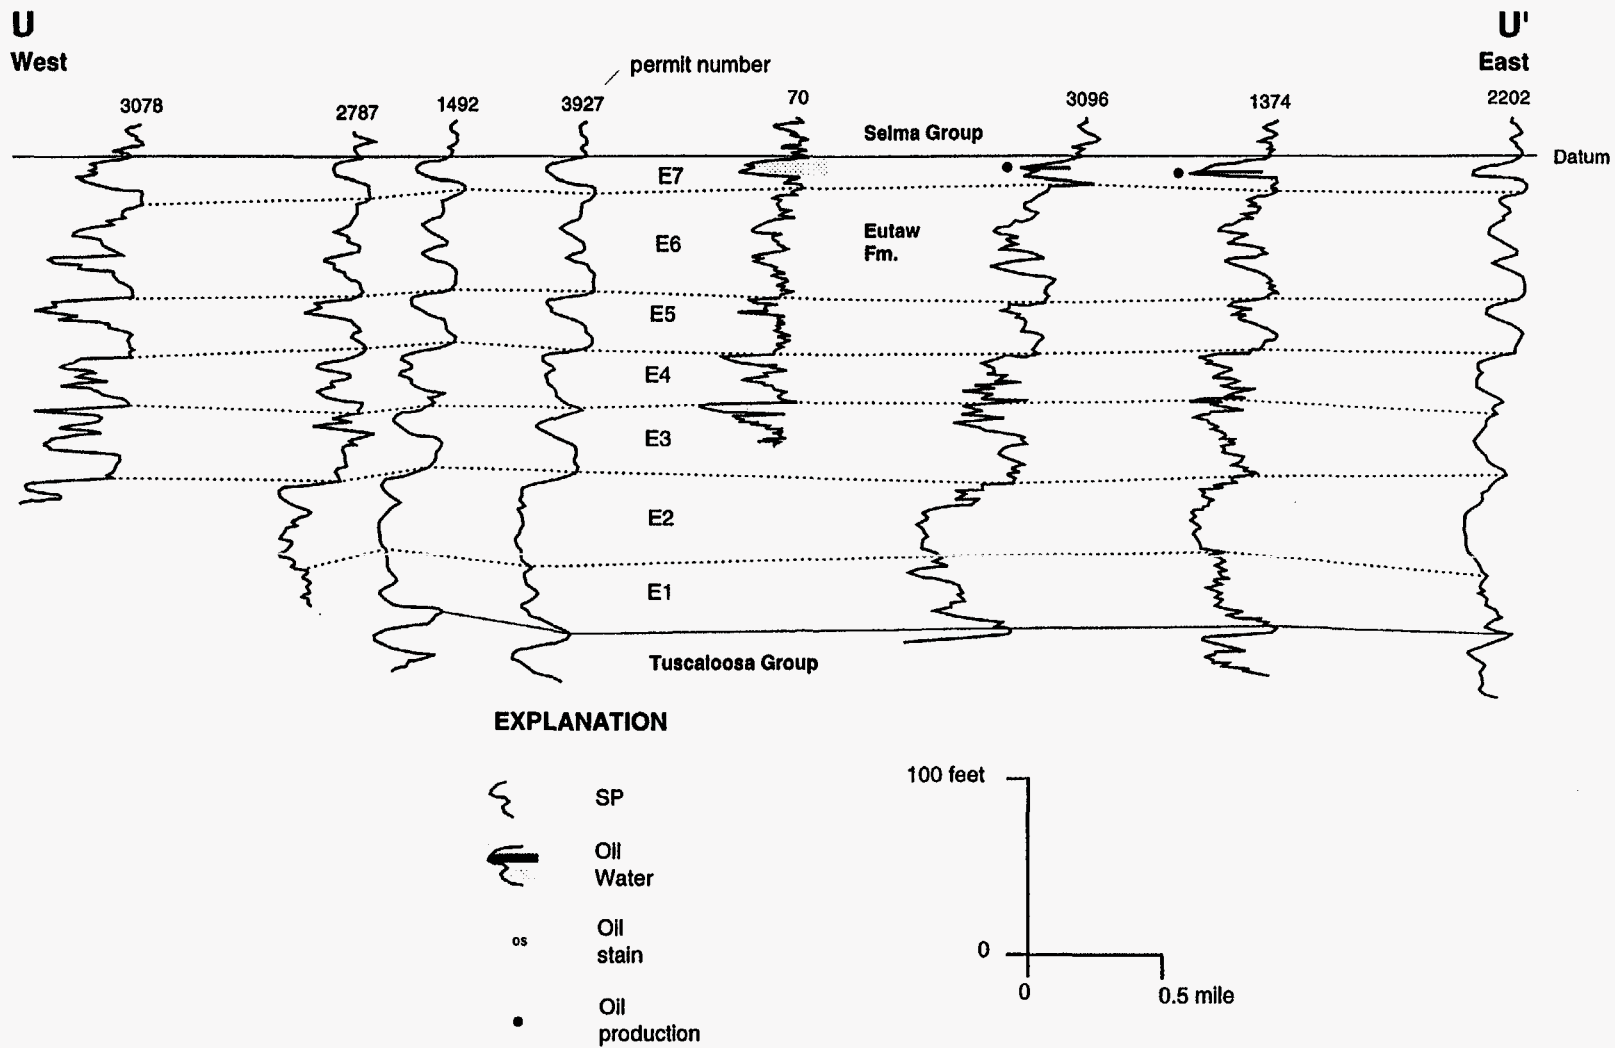 U
West
U'
East
permit number
3078
2787
1492
3927
70
3096
1374
2202
Selma Group
Datum
E7
E6
Eutaw
Fm.
E5
E4
E3
E2
E1
Tuscaloosa Group
EXPLANATION
SP
Oil
Water
os
Oil
stain
Oil
production
100 feet
0
0
0.5 mile